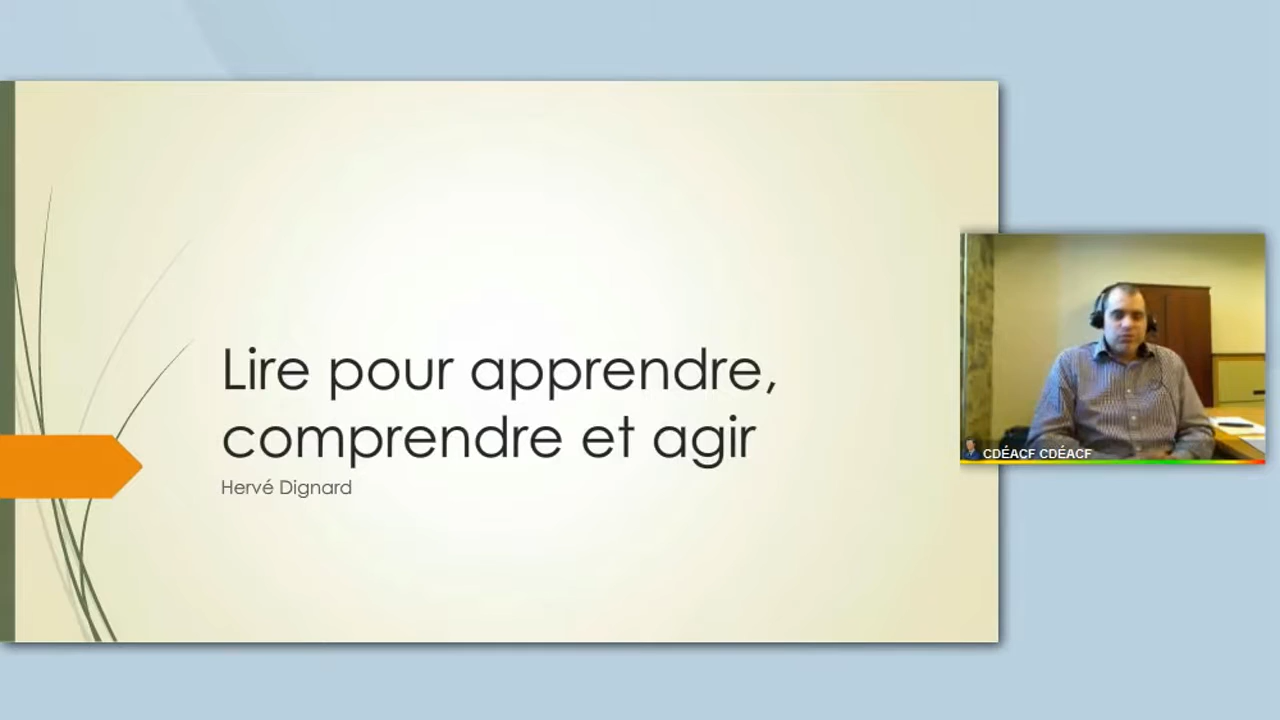 Lire pour apprendre,
comprendre et agir
Hervé Dignard
CDÉACF CDÉACF